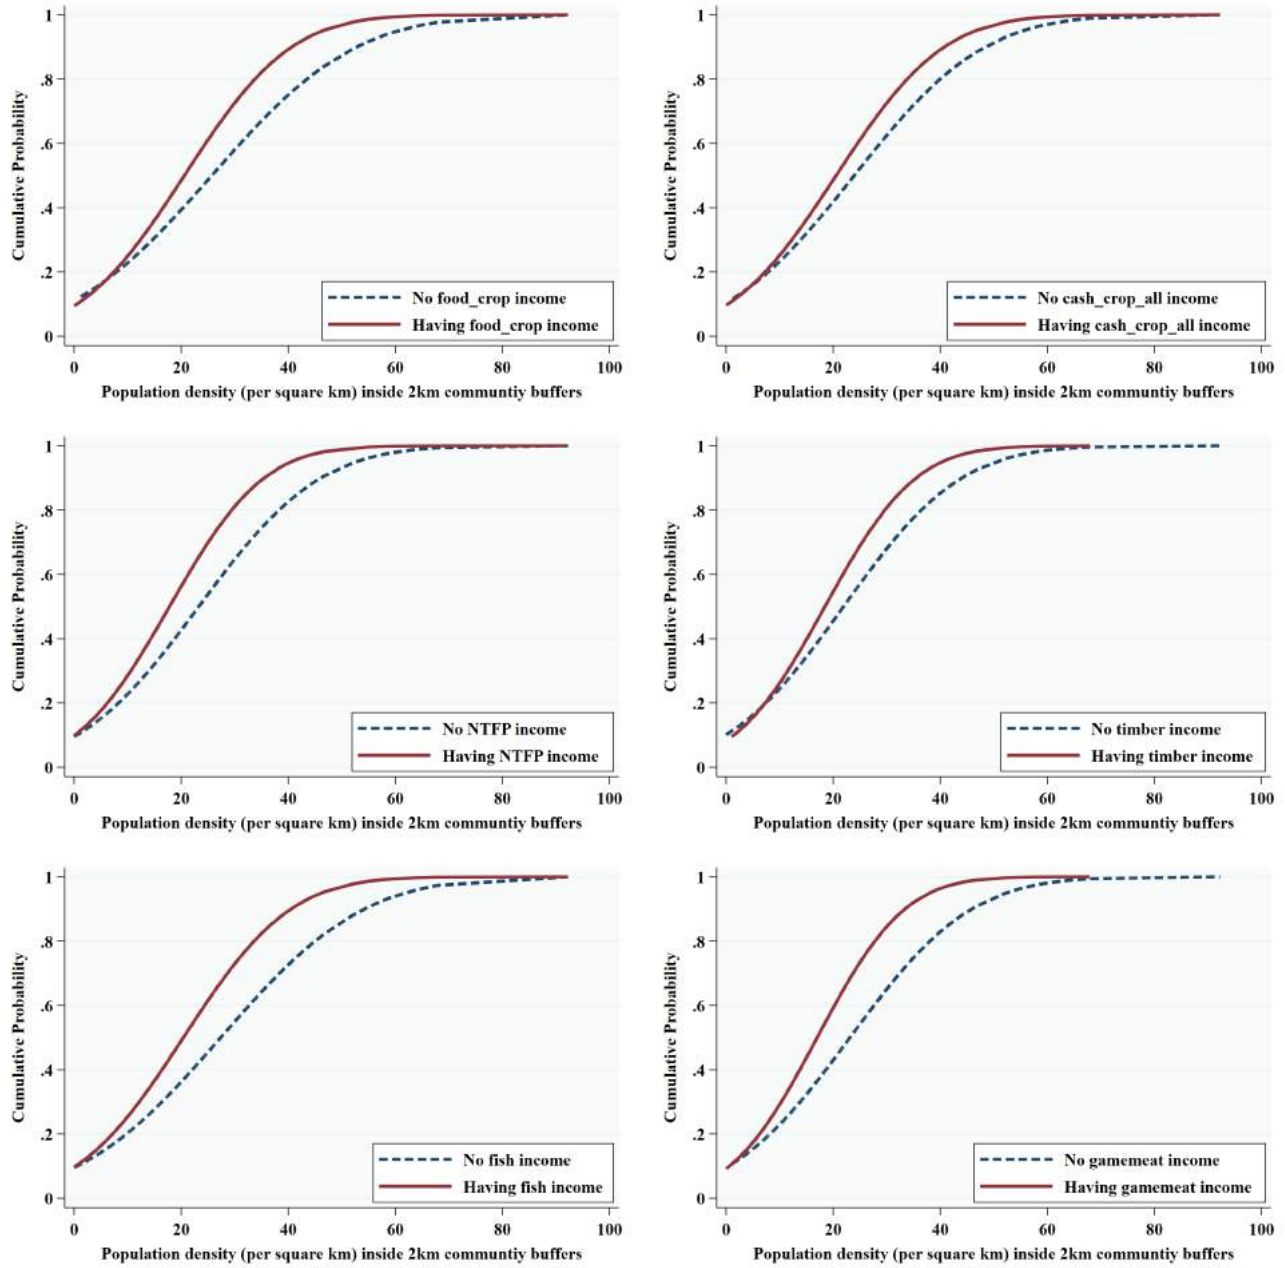 Cumulative Probability
1
.8
.6
.4
.2
0
No food_crop income
Having food_crop income
0 20 40 60 80 100
Population density (per square km) inside 2km communtiy buffers
Cumulative Probability
1
.8
.6
.4
.2
0
No cash_crop_all income
Having cash_crop_all income
0 20 40 60 80 100
Population density (per square km) inside 2km communtiy buffers
Cumulative Probability
1
.8
.6
.4
.2
0
No NTFP income
Having NTFP income
0 20 40 60 80 100
Population density (per square km) inside 2km communtiy buffers
Cumulative Probability
1
.8
.6
.4
.2
0
No timber income
Having timber income
0 20 40 60 80 100
Population density (per square km) inside 2km communtiy buffers
Cumulative Probability
1
.8
.6
.4
.2
0
No fish income
Having fish income
0 20 40 60 80 100
Population density (per square km) inside 2km communtiy buffers
Cumulative Probability
1
.8
.6
.4
.2
0
No gamemeat income
Having gamemeat income
0 20 40 60 80 100
Population density (per square km) inside 2km communtiy buffers